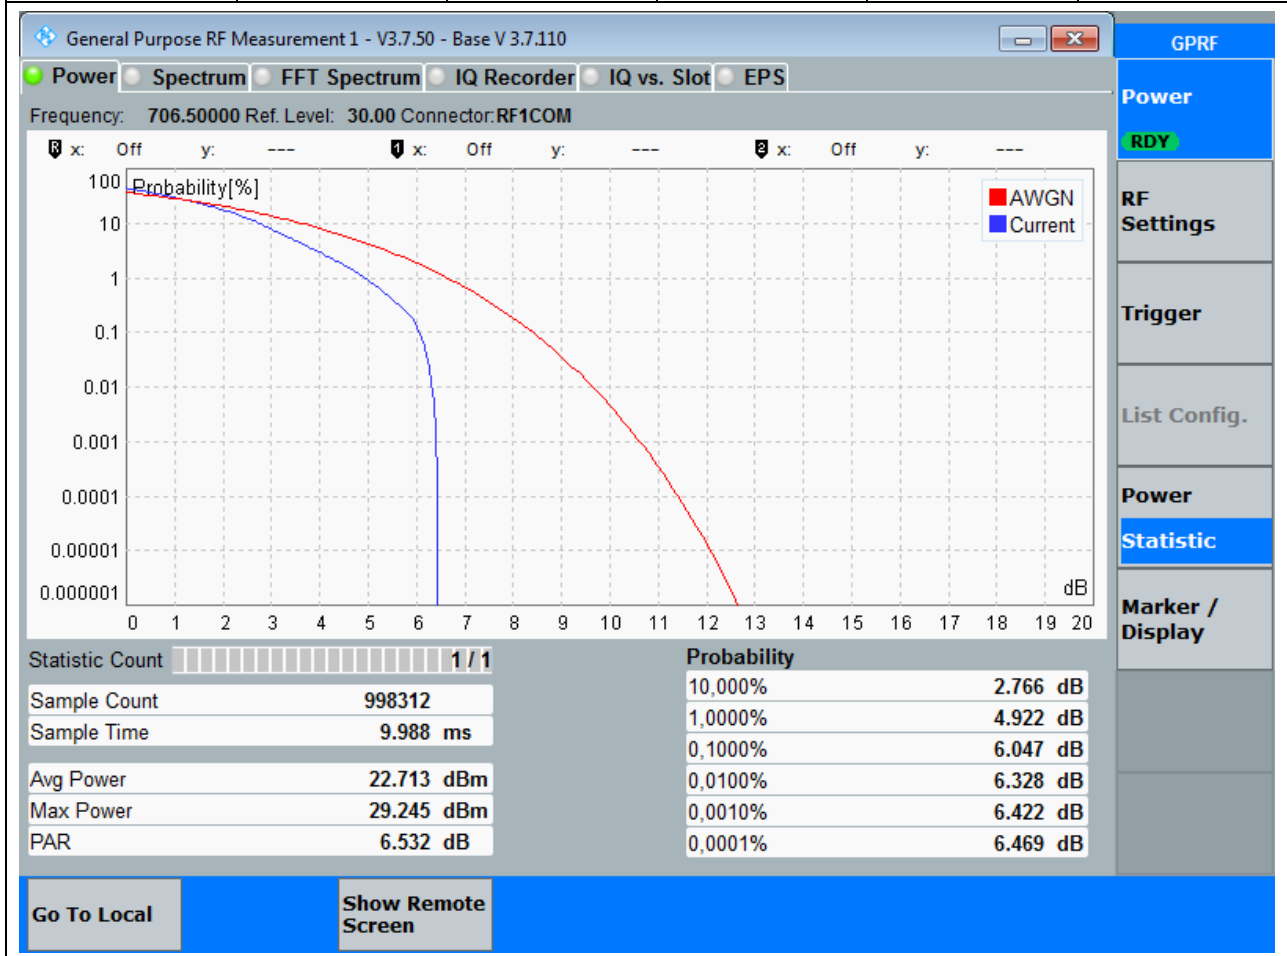 General Purpose RF Measurement 1 - V3.7.50 - Base V 3.7.110
GPRF
Power Spectrum FFT Spectrum IQ Recorder IQ vs. Slot EPS
Power
RDY
Frequency: 706.50000 Ref. Level: 30.00 Connector: RF1COM
R x: Off y: --- 1 x: Off y: --- 2 x: Off y: ---
Probability[%]
AWGN
Current
100
10
1
0.1
0.01
0.001
0.0001
0.00001
0.000001
dB
0 1 2 3 4 5 6 7 8 9 10 11 12 13 14 15 16 17 18 19 20
RF
Settings
Trigger
List Config.
Power
Statistic
Marker /
Display
Statistic Count 1 / 1
Sample Count 998312
Sample Time 9.988 ms
Avg Power 22.713 dBm
Max Power 29.245 dBm
PAR 6.532 dB
Probability
10,000% 2.766 dB
1,0000% 4.922 dB
0,1000% 6.047 dB
0,0100% 6.328 dB
0,0010% 6.422 dB
0,0001% 6.469 dB
Go To Local
Show Remote
Screen